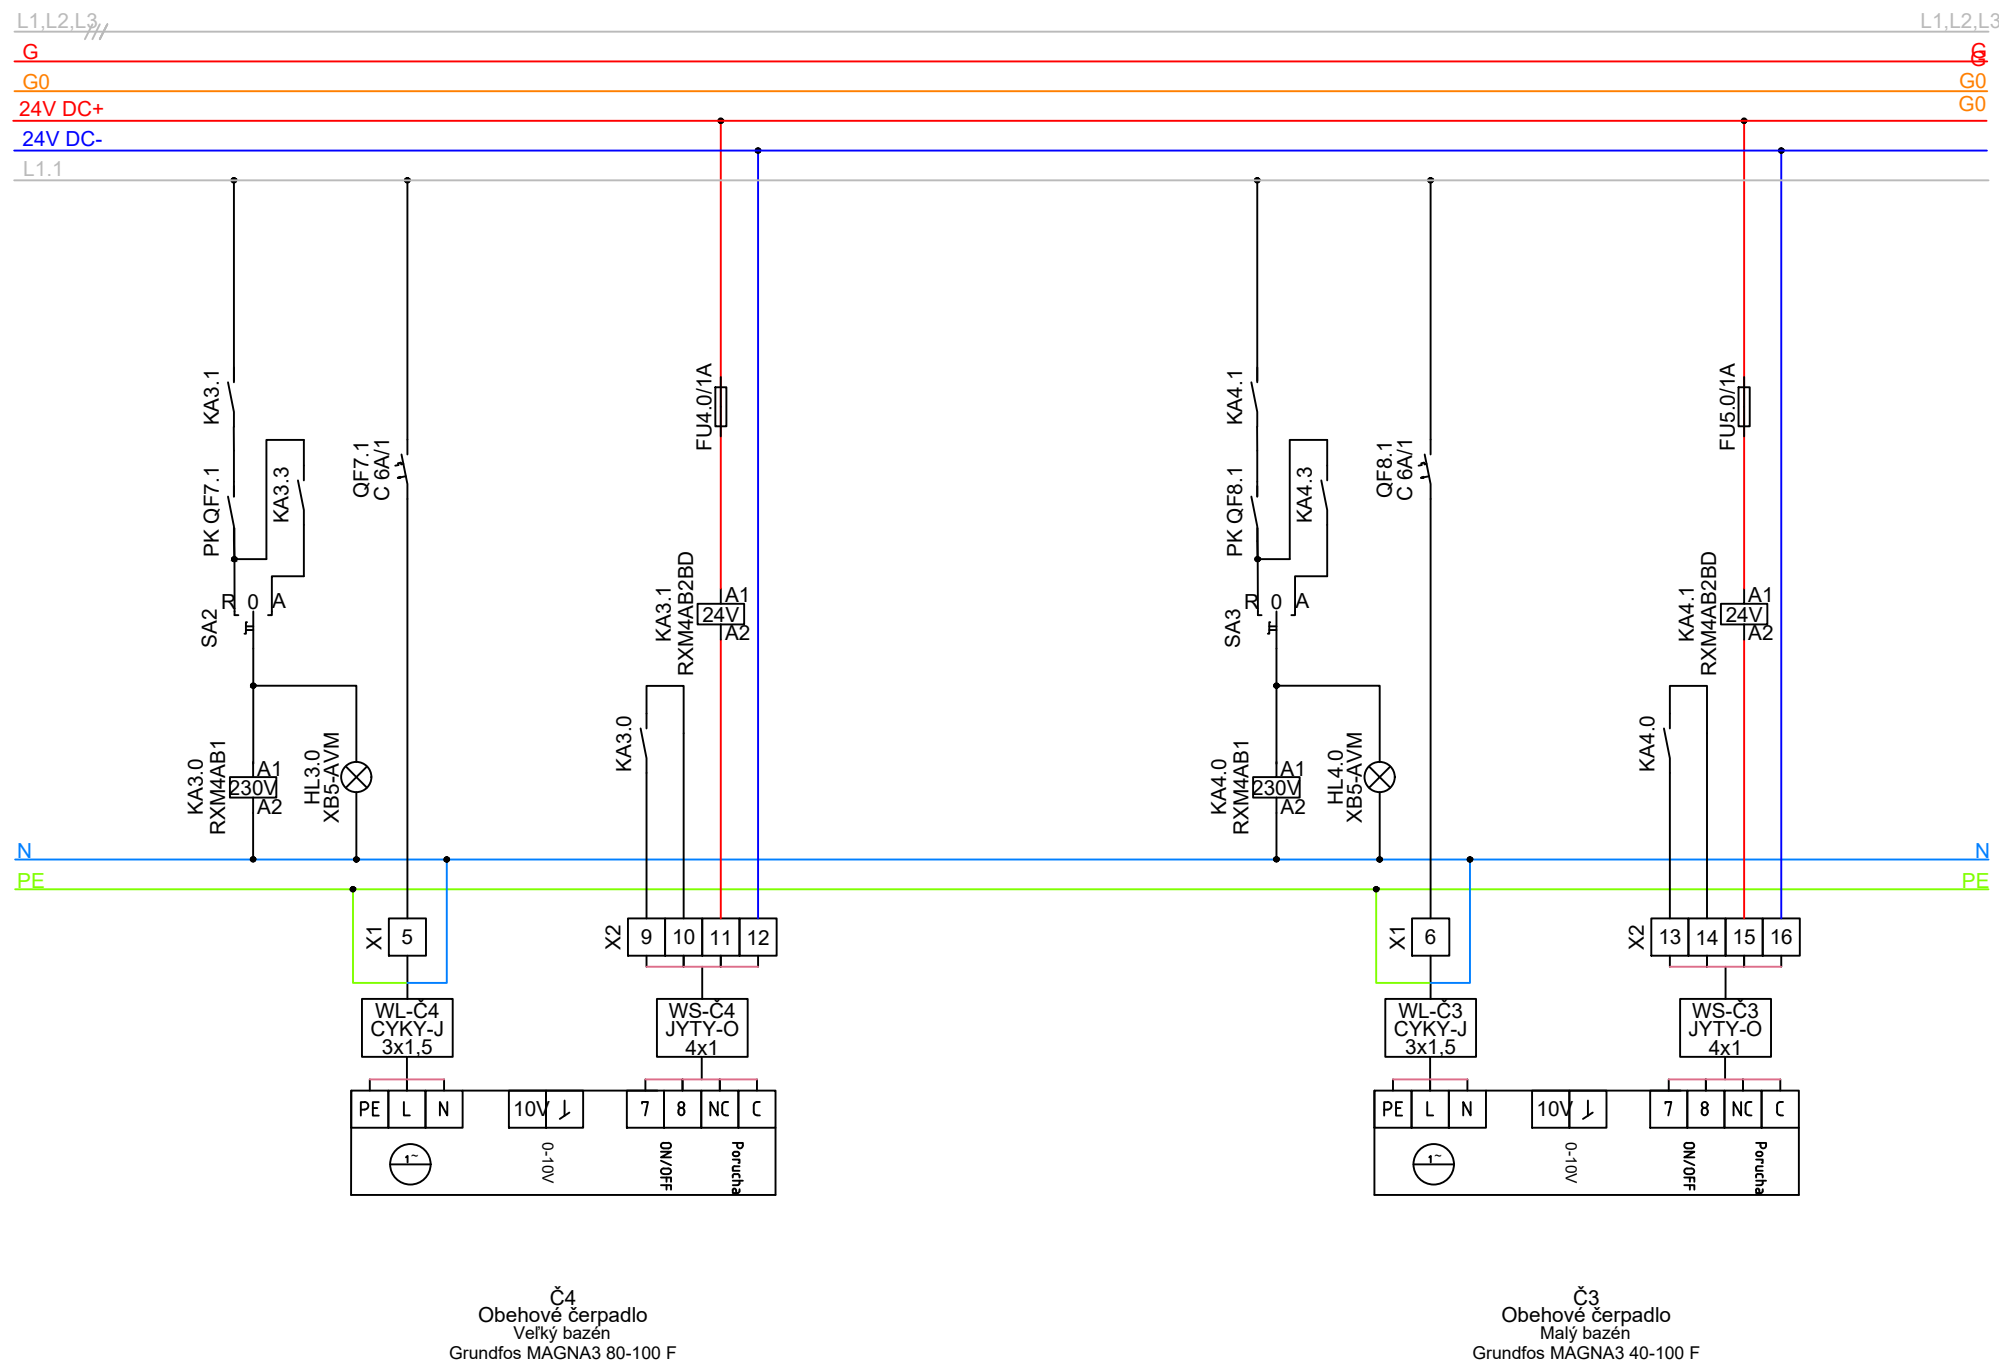 L1,L2,L3
L1,L2,L3
G
G
G
G0
G0
24V DC+
G0
24V DC-
L1.1
KA3.1
PK QF7.1
KA3.3
QF7.1
C 6A/1
FU4.0/1A
R 0 A
SA2
KA3.1
RXM4AB2BD
A1
24V
A2
KA3.0
RXM4AB1
A1
230V
A2
HL3.0
XB5-AVM
KA3.0
KA4.1
PK QF8.1
KA4.3
QF8.1
C 6A/1
FU5.0/1A
R 0 A
SA3
KA4.1
RXM4AB2BD
A1
24V
A2
KA4.0
RXM4AB1
A1
230V
A2
HL4.0
XB5-AVM
KA4.0
N
N
PE
PE
X1
5
X2
9 10 11 12
X1
6
X2
13 14 15 16
WL-Č4
CYKY-J
3x1,5
WS-Č4
JYTY-O
4x1
WL-Č3
CYKY-J
3x1,5
WS-Č3
JYTY-O
4x1
PE L N
10V
7 8 NC C
1~
0-10V
ON/OFF
Porucha
PE L N
10V
7 8 NC C
1~
0-10V
ON/OFF
Porucha
Č4
Obehové čerpadlo
Veľký bazén
Grundfos MAGNA3 80-100 F
Č3
Obehové čerpadlo
Malý bazén
Grundfos MAGNA3 40-100 F